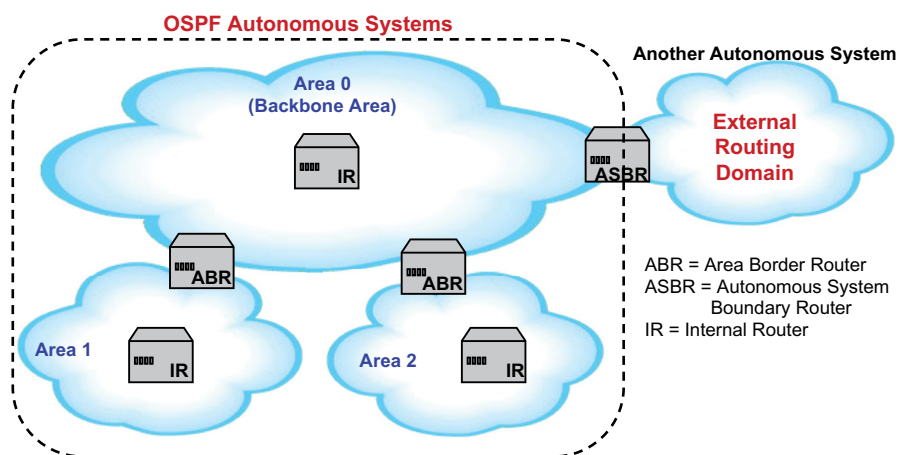 OSPF Autonomous Systems
Another Autonomous System
Area 0
(Backbone Area)
IR
ASBR
External
Routing
Domain
ABR
ABR
Area 1
IR
Area 2
IR
ABR = Area Border Router
ASBR = Autonomous System
Boundary Router
IR = Internal Router